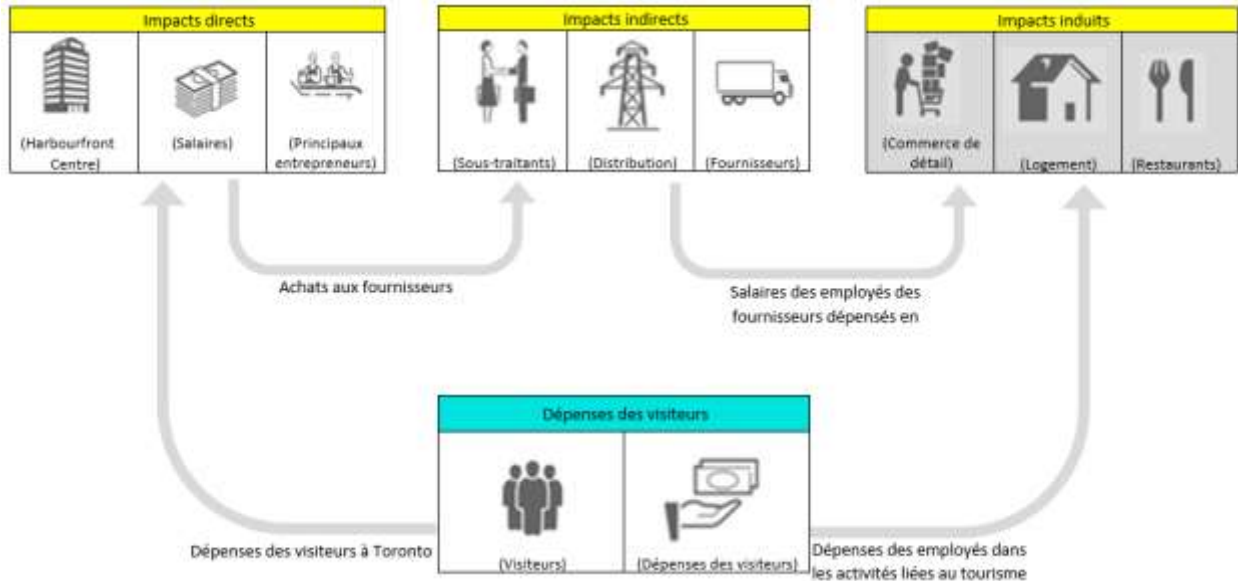 Impacts directs
(Harbourfront
Centre)
(Salaires)
(Principaux
entrepreneurs)
Impacts indirects
(Sous-traitants)
(Distribution)
(Fournisseurs)
Impacts induits
(Commerce de
détail)
(Logement)
(Restaurants)
Achats aux fournisseurs
Salaires des employés des
fournisseurs dépensés en
Dépenses des visiteurs
(Visiteurs)
(Dépenses des visiteurs)
Dépenses des visiteurs à Toronto
Dépenses des employés dans
les activités liées au tourisme